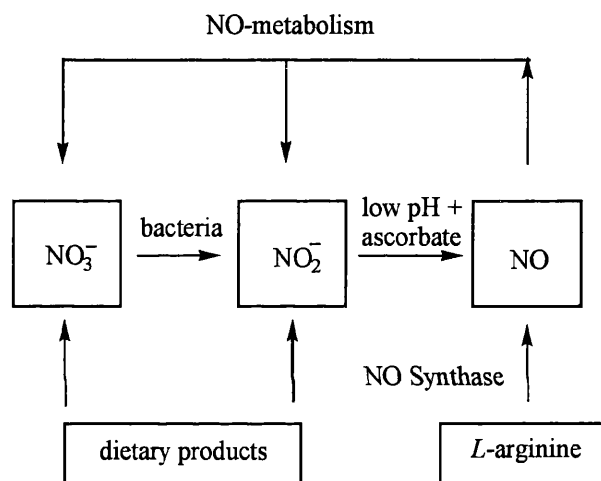 NO-metabolism
low pH +
bacteria
ascorbate
NO₃⁻
NO₂⁻
NO
NO Synthase
dietary products
L-arginine